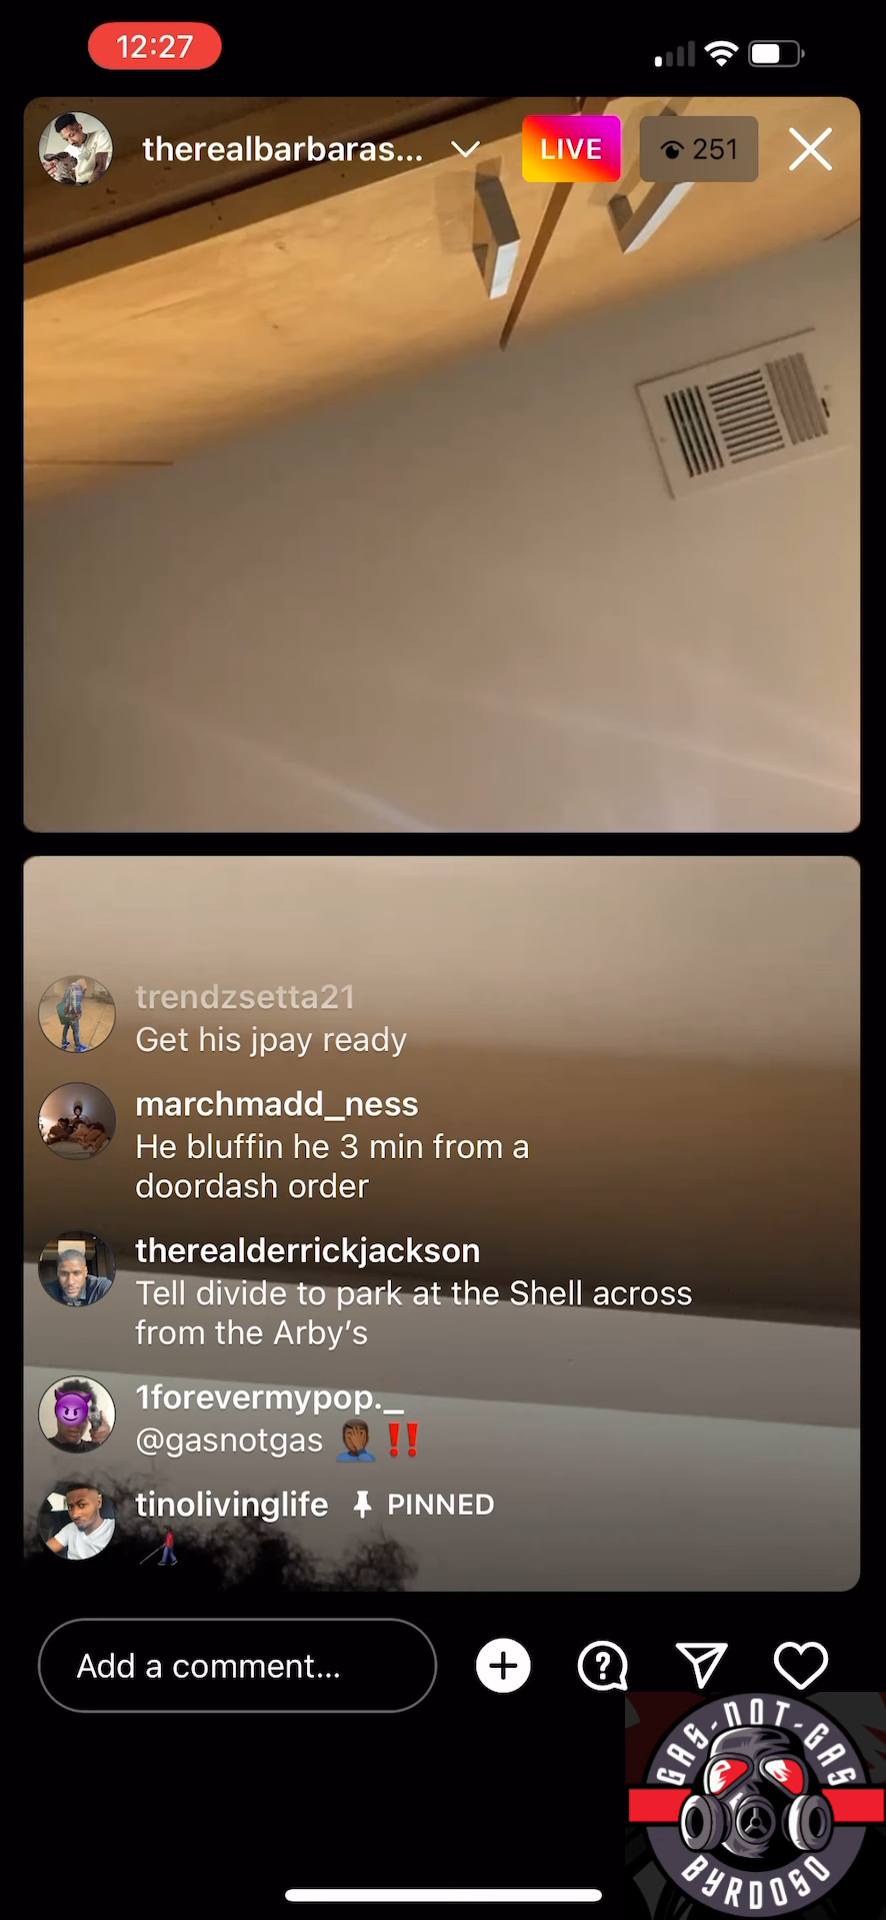 12:27
therealbarbaras...
LIVE
251
trendzsetta21
Get his jpay ready
marchmadd_ness
He bluffin he 3 min from a
doordash order
therealderrickjackson
Tell divide to park at the Shell across
from the Arby’s
1forevermypop._
@gasnotgas 🤦🏾‍♂️ ‼️
tinolivinglife 📌 PINNED
👨🏾‍🦯
Add a comment...
GAS-NOT-GAS
BYRDOSO